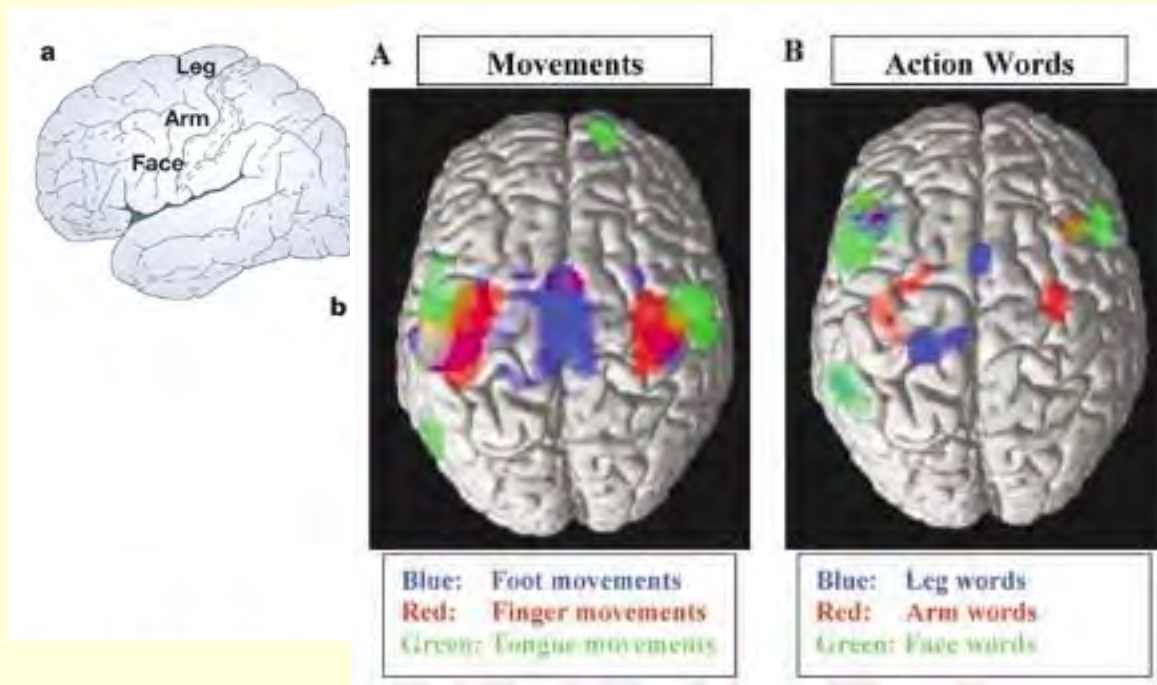 a
Leg
Arm
Face
b
A
Movements
Blue: Foot movements
Red: Finger movements
Green: Tongue movements
B
Action Words
Blue: Leg words
Red: Arm words
Green: Face words